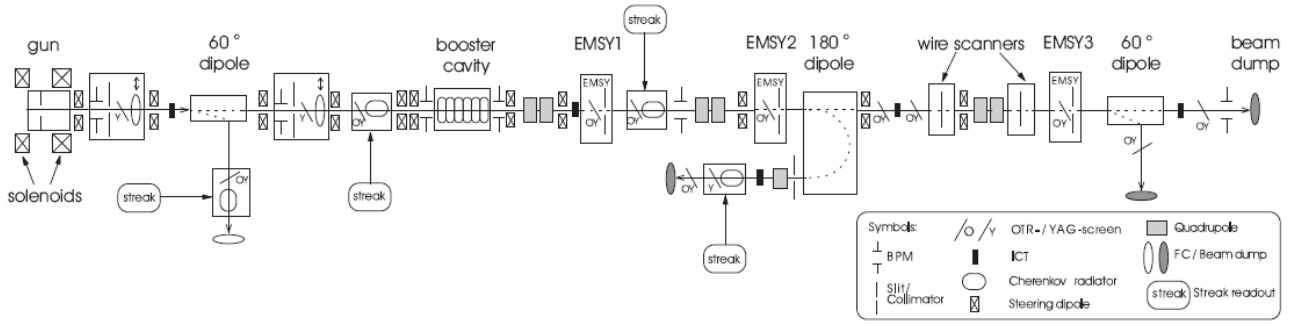 streak
gun
60 ° dipole
booster cavity
EMSY1
EMSY2
180 ° dipole
wire scanners
EMSY3
60 ° dipole
beam dump
EMSY
EMSY
EMSY
Y
Y
OY
OY
OY
OY
OY
OY
OY
OY
OY
OY
OY
Y
OY
solenoids
streak
streak
streak
Symbols:
BPM
Slit/
Collimator
O
Y
OTR-/YAG-screen
ICT
Cherenkov radiator
Steering dipole
Quadrupole
FC/Beam dump
streak
Streak readout